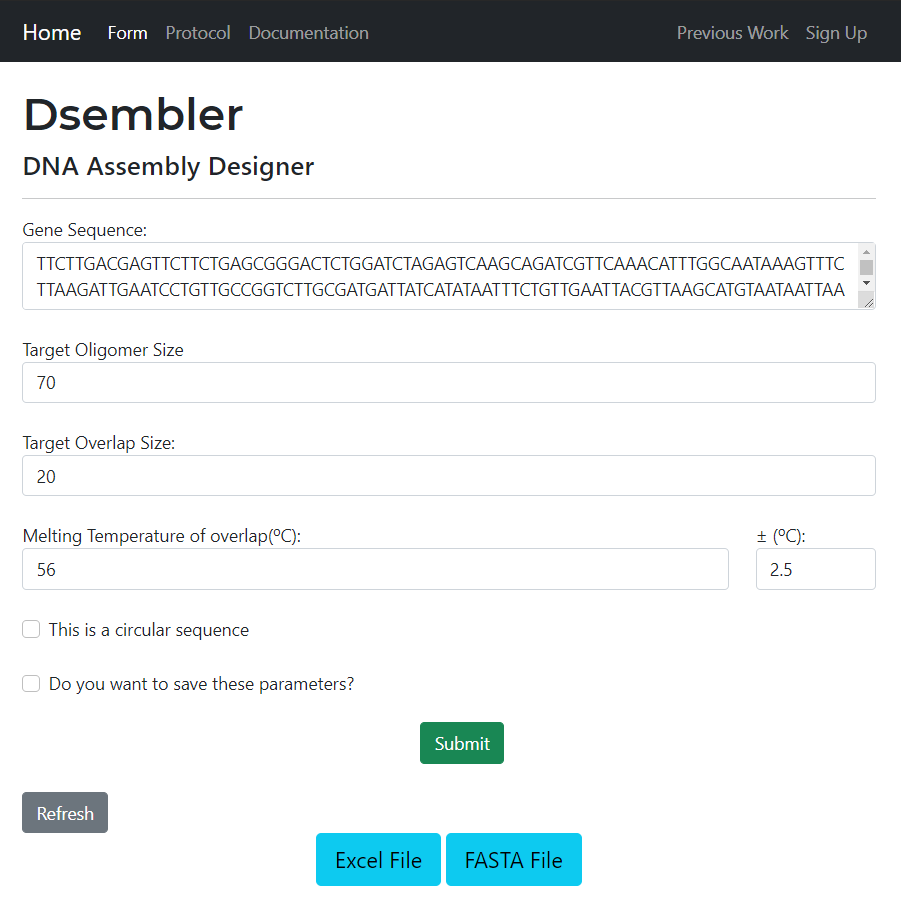 Home Form Protocol Documentation Previous Work Sign Up
Dsembler
DNA Assembly Designer
Gene Sequence:
TTCTTGACGAGTTCTTCTGAGCGGGACTCTGGATCTAGAGTCAAGCAGATCGTTCAAACATTTGGCAATAAAGTTTC
TTAAGATTGAATCCTGTTGCCGGTCTTGCGATGATTATCATATAATTTCTGTTGAATTACGTTAAGCATGTAATAATTAA
Target Oligomer Size
70
Target Overlap Size:
20
Melting Temperature of overlap(ºC): ± (ºC):
56 2.5
This is a circular sequence
Do you want to save these parameters?
Submit
Refresh
Excel File FASTA File